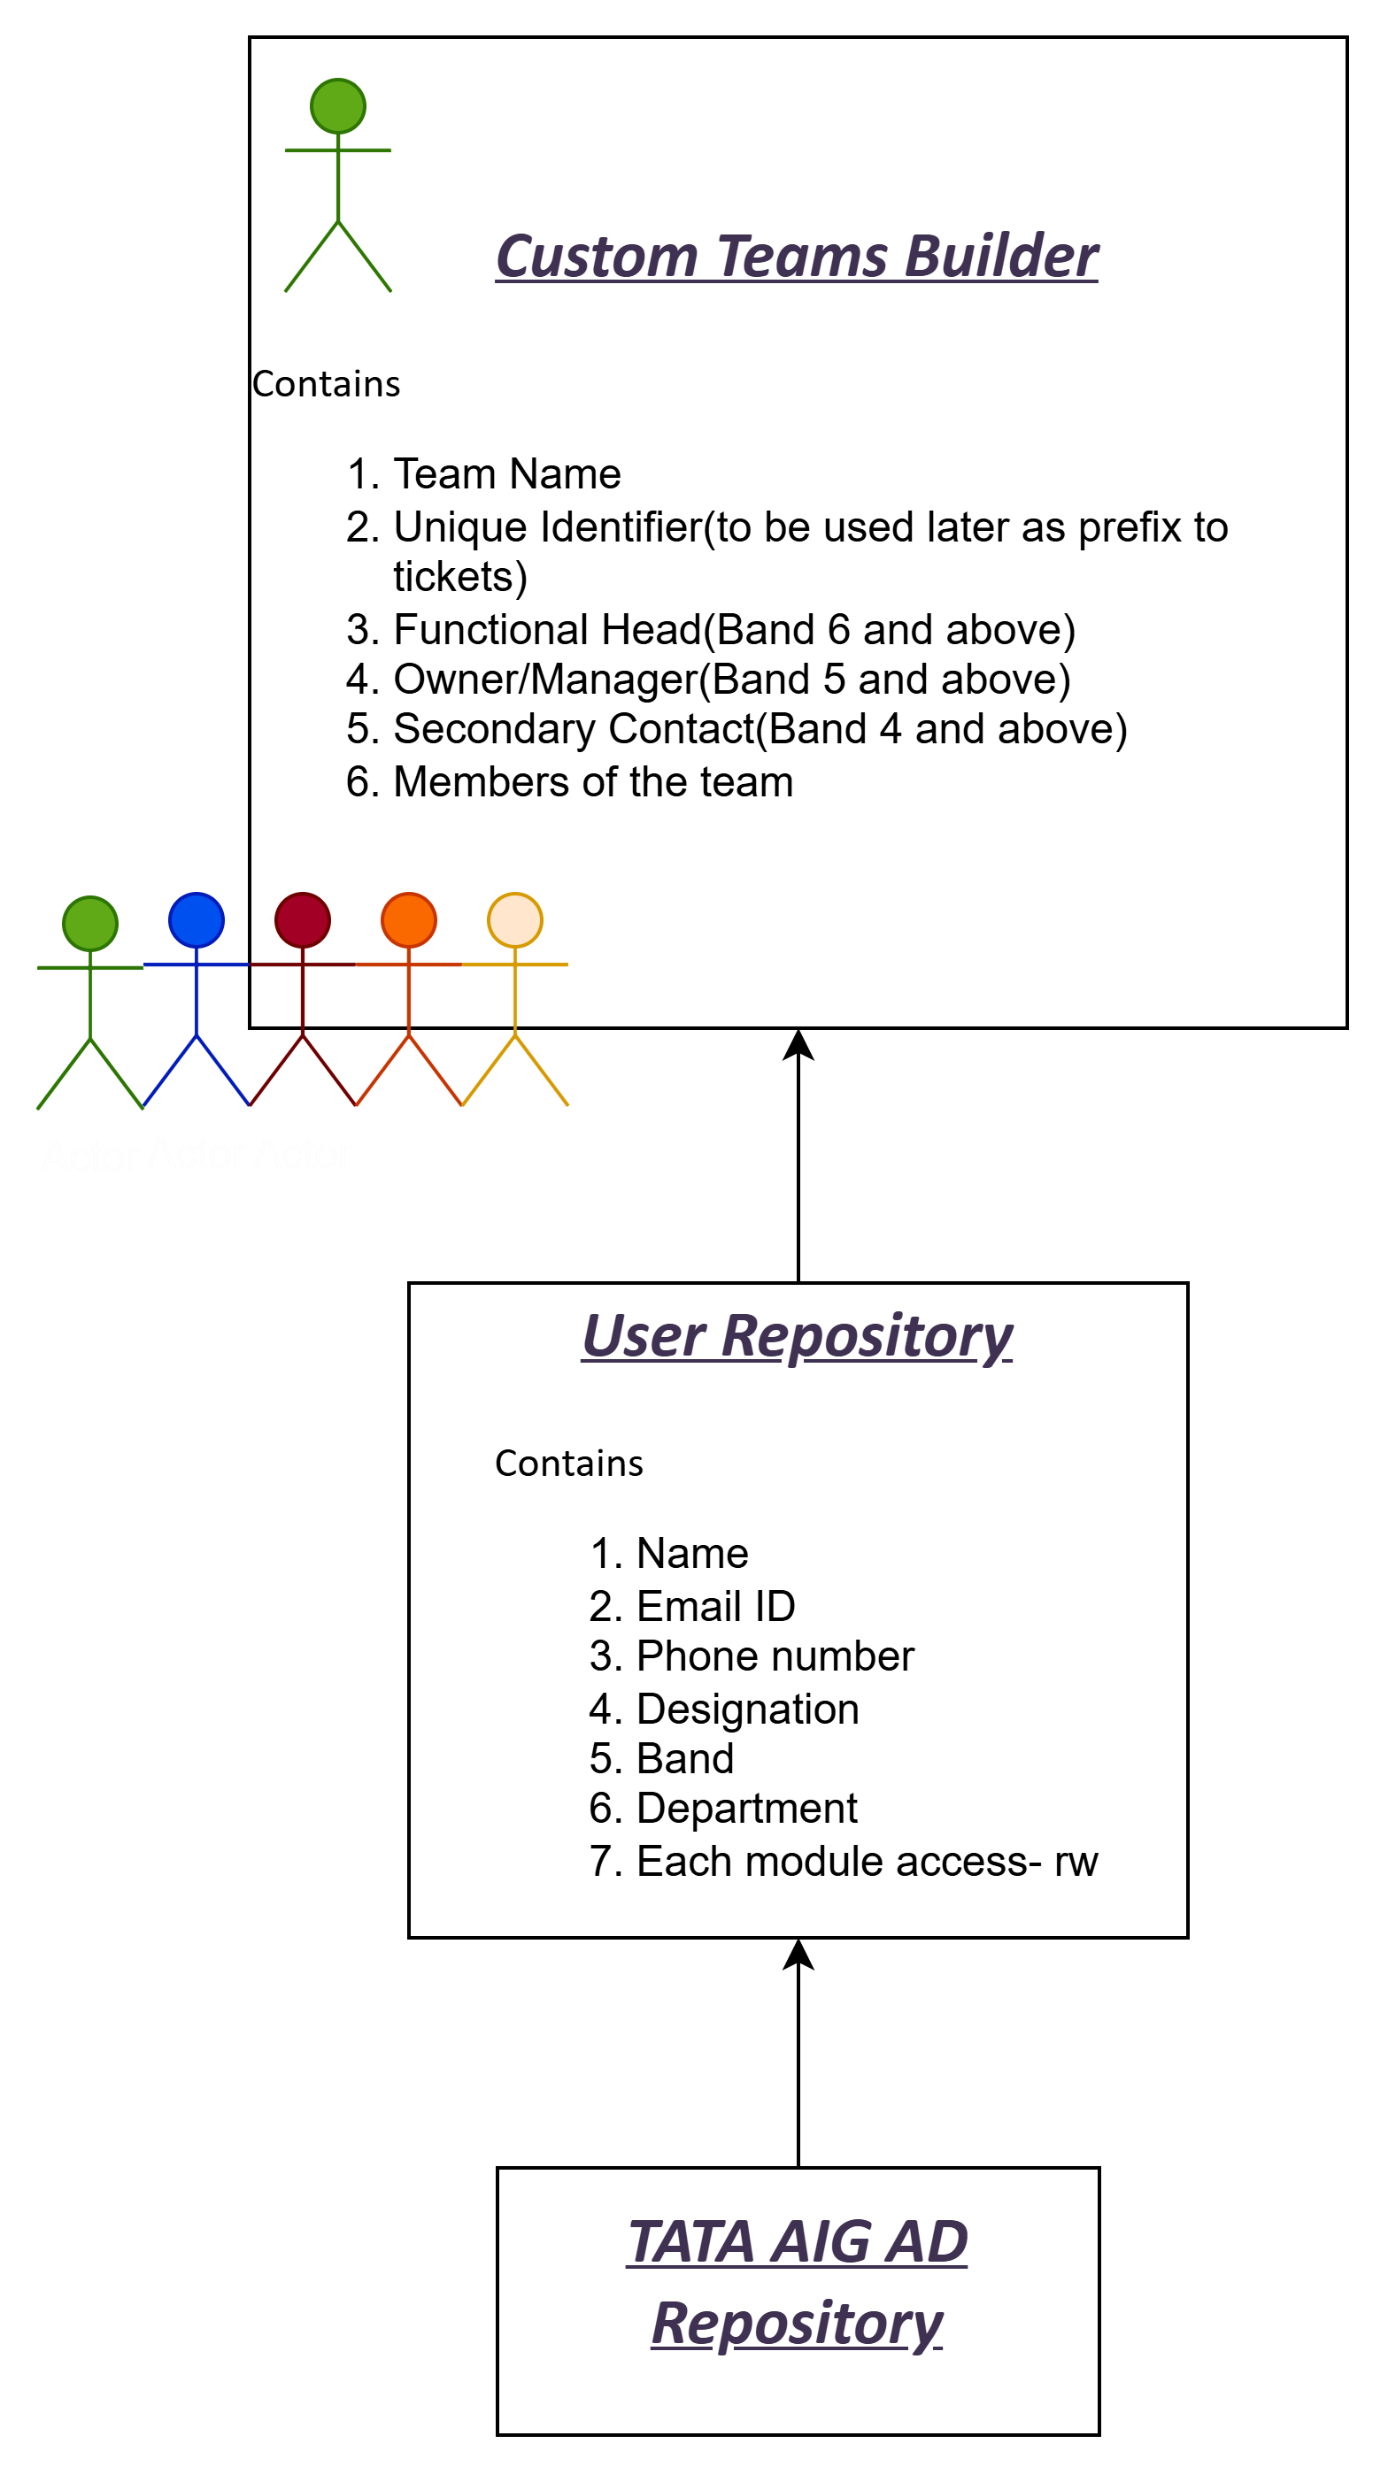 Custom Teams Builder
Contains
1. Team Name
2. Unique Identifier(to be used later as prefix to
tickets)
3. Functional Head(Band 6 and above)
4. Owner/Manager(Band 5 and above)
5. Secondary Contact(Band 4 and above)
6. Members of the team
Actor Actor Actor
User Repository
Contains
1. Name
2. Email ID
3. Phone number
4. Designation
5. Band
6. Department
7. Each module access- rw
TATA AIG AD
Repository